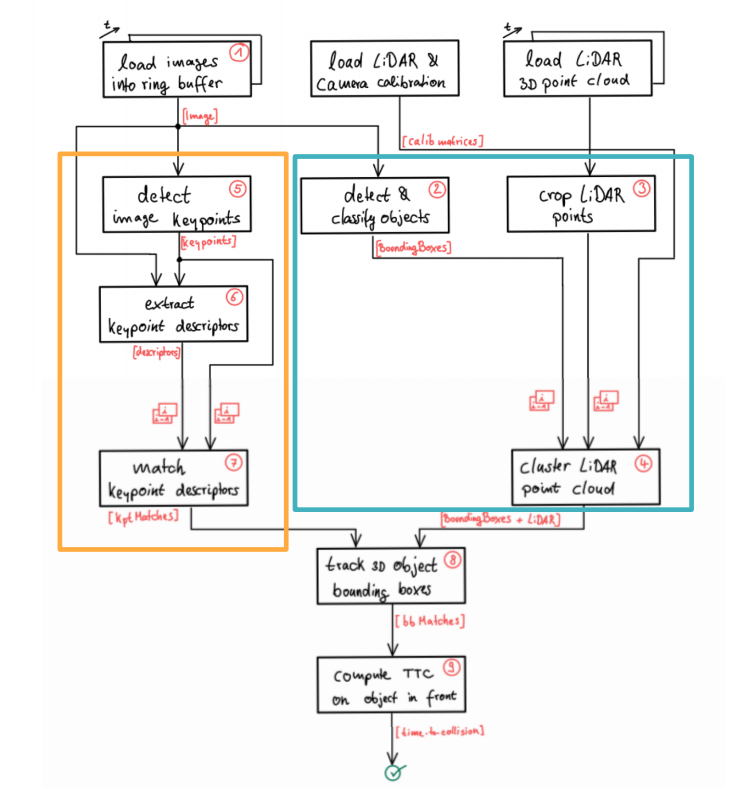 t
t
load images
into ring buffer
1
load LiDAR &
Camera calibration
load LiDAR
3D point cloud
[Image]
[calib matrices]
detect
image keypoints
5
detect &
classify objects
2
crop LiDAR
points
3
[keypoints]
[BoundingBoxes]
extract
keypoint descriptors
6
[descriptors]
i
i-1
i
i-1
i
i-1
i
i-1
match
keypoint descriptors
7
cluster LiDAR
point cloud
4
[KptMatches]
[BoundingBoxes + LiDAR]
track 3D object
bounding boxes
8
[bbMatches]
compute TTC
on object in front
9
[time-to-collision]